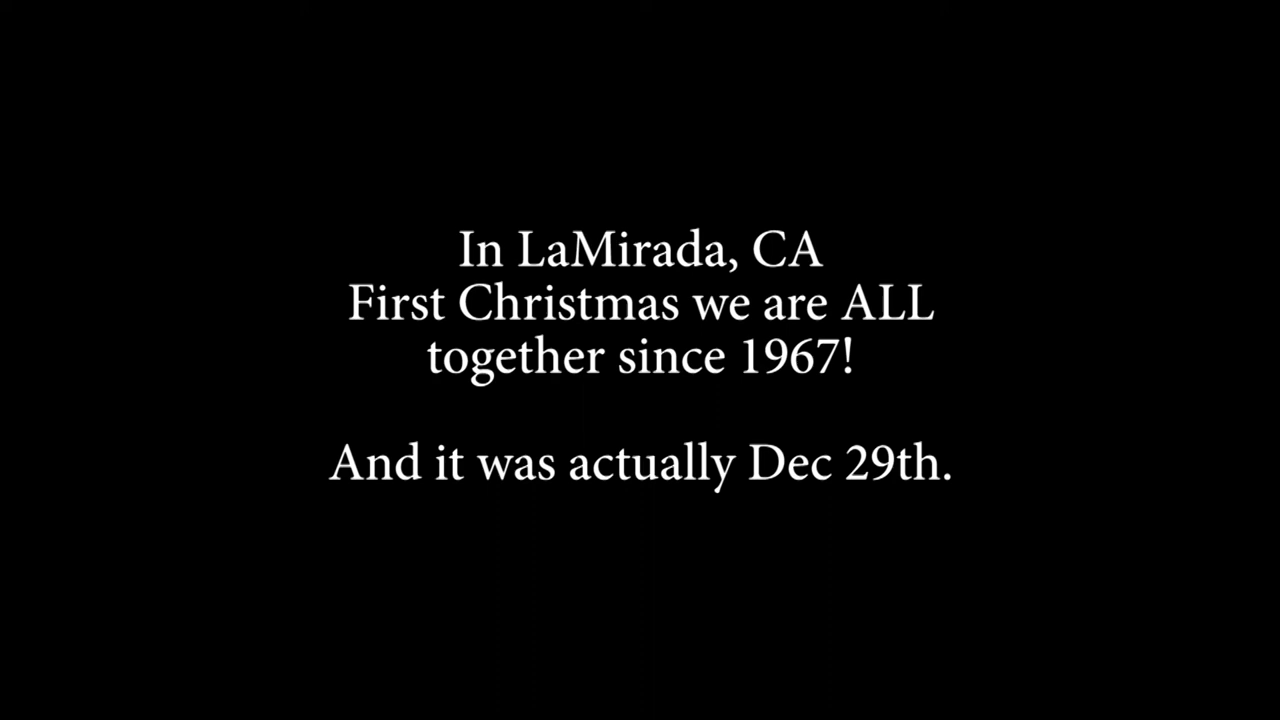 In LaMirada, CA
First Christmas we are ALL
together since 1967!
And it was actually Dec 29th.